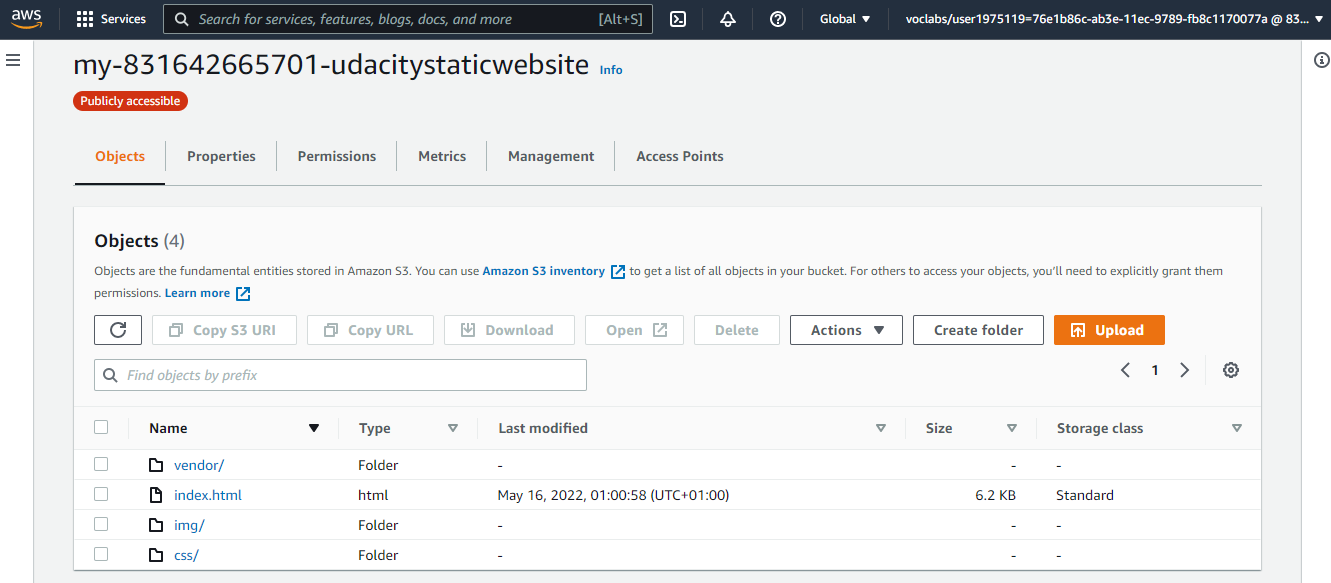 aws Services Search for services, features, blogs, docs, and more [Alt+S] Global voclabs/user1975119=76e1b86c-ab3e-11ec-9789-fb8c1170077a @ 83...
my-831642665701-udacitystaticwebsite Info
Publicly accessible
Objects Properties Permissions Metrics Management Access Points
Objects (4)
Objects are the fundamental entities stored in Amazon S3. You can use Amazon S3 inventory to get a list of all objects in your bucket. For others to access your objects, you'll need to explicitly grant them
permissions. Learn more
Copy S3 URI Copy URL Download Open Delete Actions Create folder Upload
Find objects by prefix 1
Name Type Last modified Size Storage class
vendor/ Folder - - -
index.html html May 16, 2022, 01:00:58 (UTC+01:00) 6.2 KB Standard
img/ Folder - - -
css/ Folder - - -